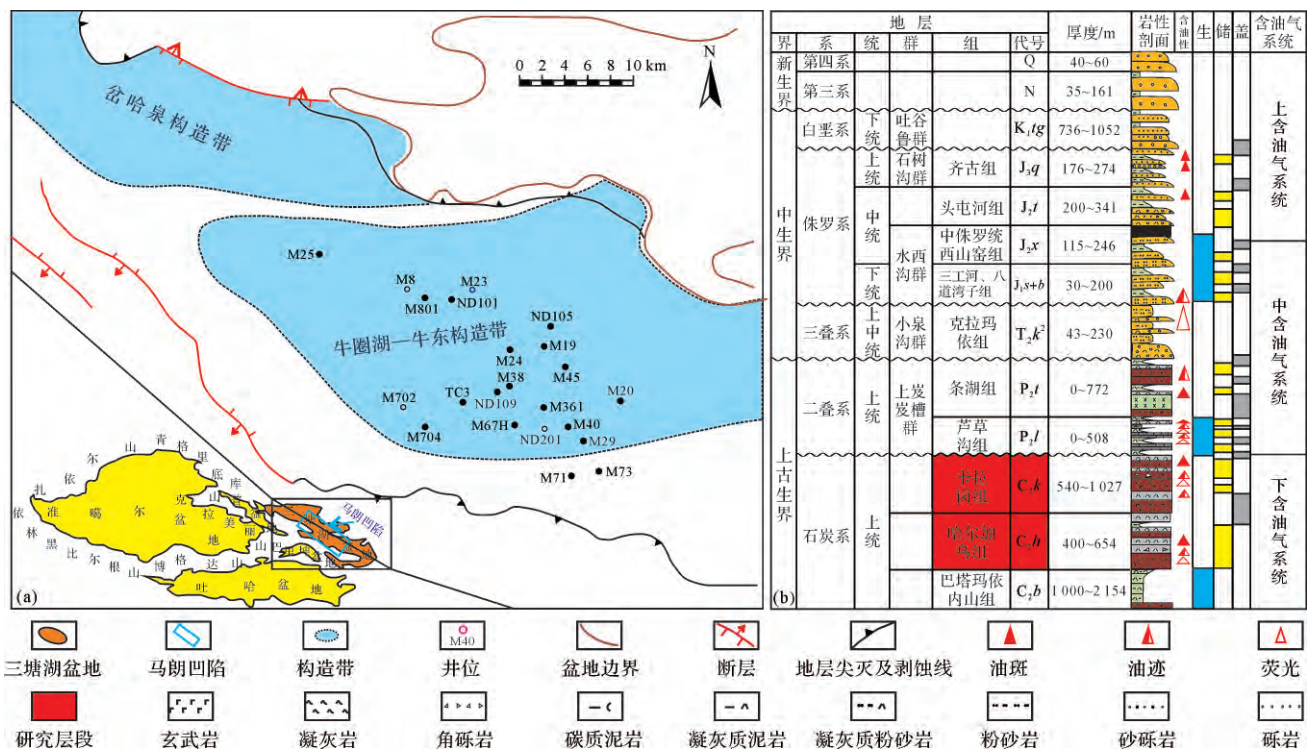 N
0 2 4 6 8 10 km
岔哈泉构造带
M25
M8
M23
M801
ND101
ND105
牛圈湖—牛东构造带
M19
M24
M38
M45
M20
TC3
ND109
M702
M361
M67H
M40
M704
ND201
M29
M71
M73
马朗凹陷
准噶尔盆地
吐哈盆地
(a)
地层
厚度/m
岩性剖面
含油性
生
储
盖
含油气系统
界
系
统
群
组
代号
新生界
第四系
Q
40~60
第三系
N
35~161
中生界
白垩系
下统
吐谷鲁群
K₁tg
736~1052
侏罗系
上统
石树沟群
齐古组
J₃q
176~274
中统
头屯河组
J₂t
200~341
水西沟群
中侏罗统西山窑组
J₂x
115~246
下统
三工河、八道湾子组
J₁s+b
30~200
三叠系
上中统
小泉沟群
克拉玛依组
T₂k²
43~230
上古生界
二叠系
上统
上芨芨槽群
条湖组
P₂t
0~772
芦草沟组
P₂l
0~508
石炭系
上统
卡拉岗组
C₂k
540~1 027
哈尔加乌组
C₂h
400~654
巴塔玛依内山组
C₂b
1 000~2 154
上含油气系统
中含油气系统
下含油气系统
(b)
M40
三塘湖盆地
马朗凹陷
构造带
井位
盆地边界
断层
地层尖灭及剥蚀线
油斑
油迹
荧光
研究层段
玄武岩
凝灰岩
角砾岩
碳质泥岩
凝灰质泥岩
凝灰质粉砂岩
粉砂岩
砂砾岩
砾岩